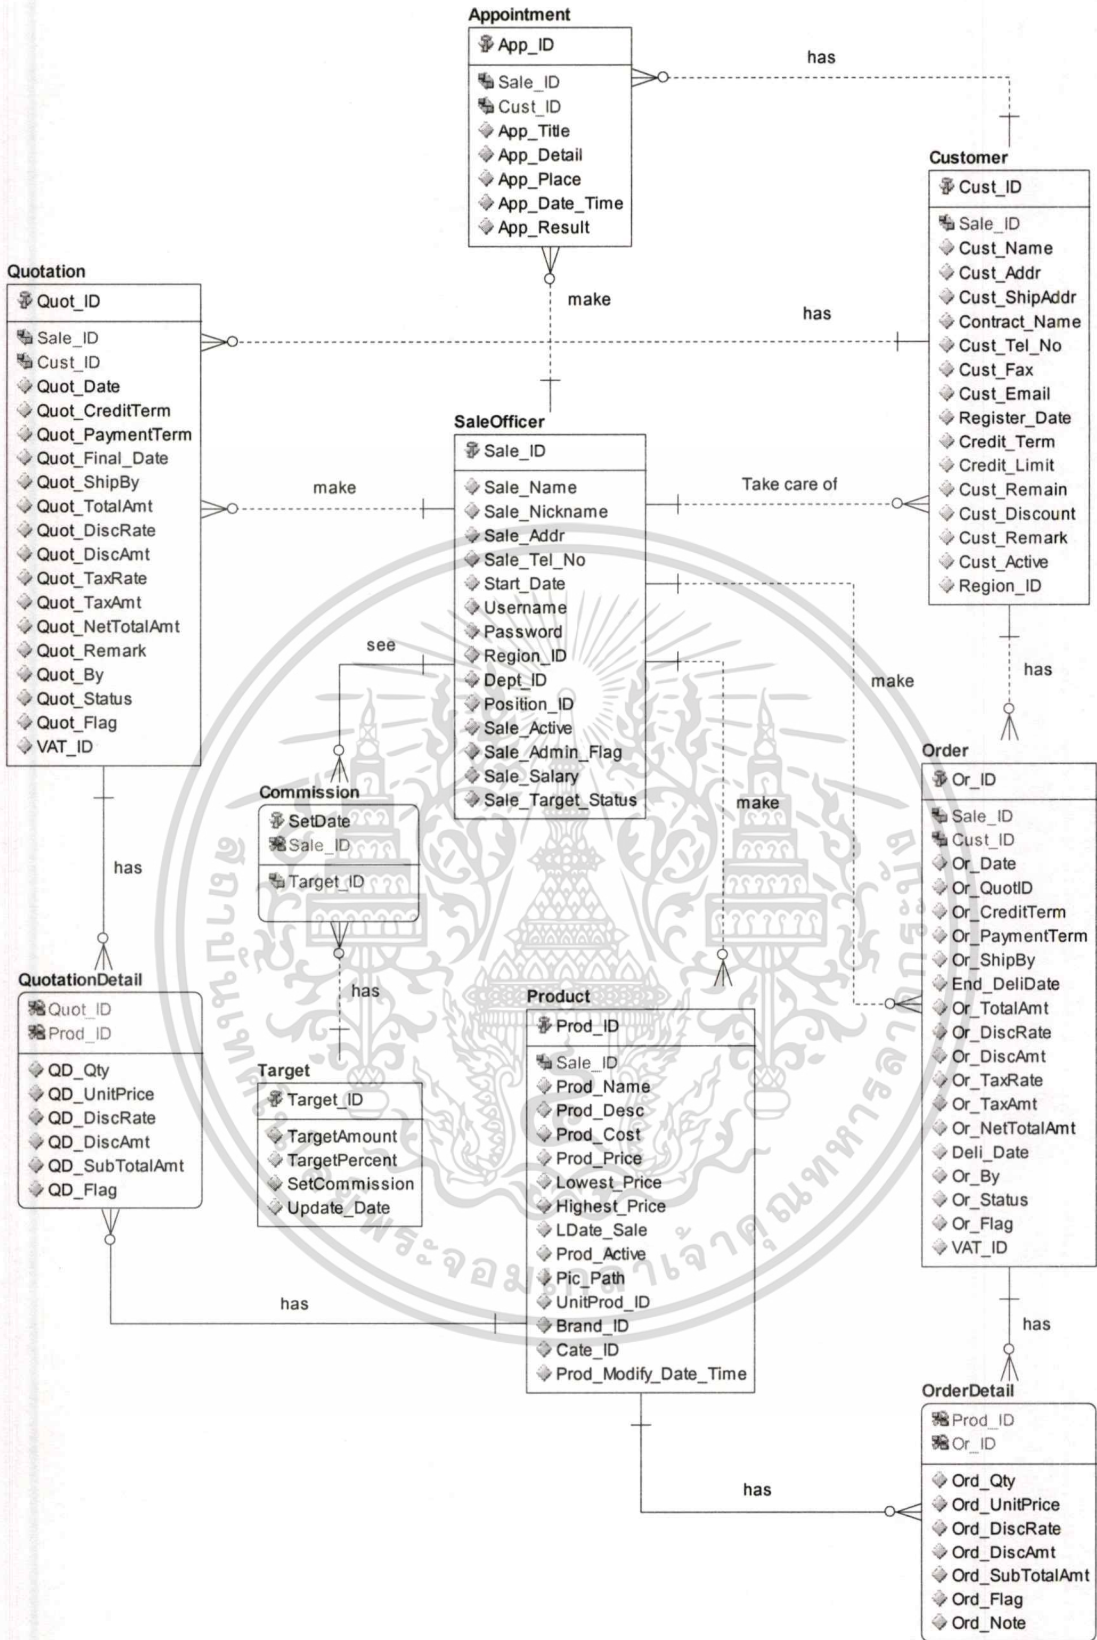 Appointment
App_ID
Sale_ID
Cust_ID
App_Title
App_Detail
App_Place
App_Date_Time
App_Result
has
make
Customer
Cust_ID
Sale_ID
Cust_Name
Cust_Addr
Cust_ShipAddr
Contract_Name
Cust_Tel_No
Cust_Fax
Cust_Email
Register_Date
Credit_Term
Credit_Limit
Cust_Remain
Cust_Discount
Cust_Remark
Cust_Active
Region_ID
has
Quotation
Quot_ID
Sale_ID
Cust_ID
Quot_Date
Quot_CreditTerm
Quot_PaymentTerm
Quot_Final_Date
Quot_ShipBy
Quot_TotalAmt
Quot_DiscRate
Quot_DiscAmt
Quot_TaxRate
Quot_TaxAmt
Quot_NetTotalAmt
Quot_Remark
Quot_By
Quot_Status
Quot_Flag
VAT_ID
make
SaleOfficer
Sale_ID
Sale_Name
Sale_Nickname
Sale_Addr
Sale_Tel_No
Start_Date
Username
Password
Region_ID
Dept_ID
Position_ID
Sale_Active
Sale_Admin_Flag
Sale_Salary
Sale_Target_Status
Take care of
see
make
make
has
has
Commission
SetDate
Sale_ID
Target_ID
has
Order
Or_ID
Sale_ID
Cust_ID
Or_Date
Or_QuotID
Or_CreditTerm
Or_PaymentTerm
Or_ShipBy
End_DeliDate
Or_TotalAmt
Or_DiscRate
Or_DiscAmt
Or_TaxRate
Or_TaxAmt
Or_NetTotalAmt
Deli_Date
Or_By
Or_Status
Or_Flag
VAT_ID
QuotationDetail
Quot_ID
Prod_ID
QD_Qty
QD_UnitPrice
QD_DiscRate
QD_DiscAmt
QD_SubTotalAmt
QD_Flag
Target
Target_ID
TargetAmount
TargetPercent
SetCommission
Update_Date
Product
Prod_ID
Sale_ID
Prod_Name
Prod_Desc
Prod_Cost
Prod_Price
Lowest_Price
Highest_Price
LDate_Sale
Prod_Active
Pic_Path
UnitProd_ID
Brand_ID
Cate_ID
Prod_Modify_Date_Time
has
has
has
OrderDetail
Prod_ID
Or_ID
Ord_Qty
Ord_UnitPrice
Ord_DiscRate
Ord_DiscAmt
Ord_SubTotalAmt
Ord_Flag
Ord_Note